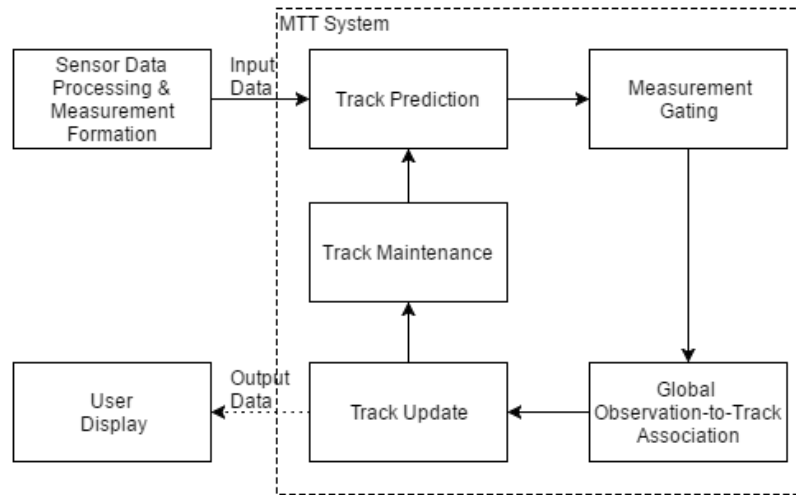 MTT System
Sensor Data
Processing &
Measurement
Formation
Input
Data
Track Prediction
Measurement
Gating
Track Maintenance
User
Display
Output
Data
Track Update
Global
Observation-to-Track
Association